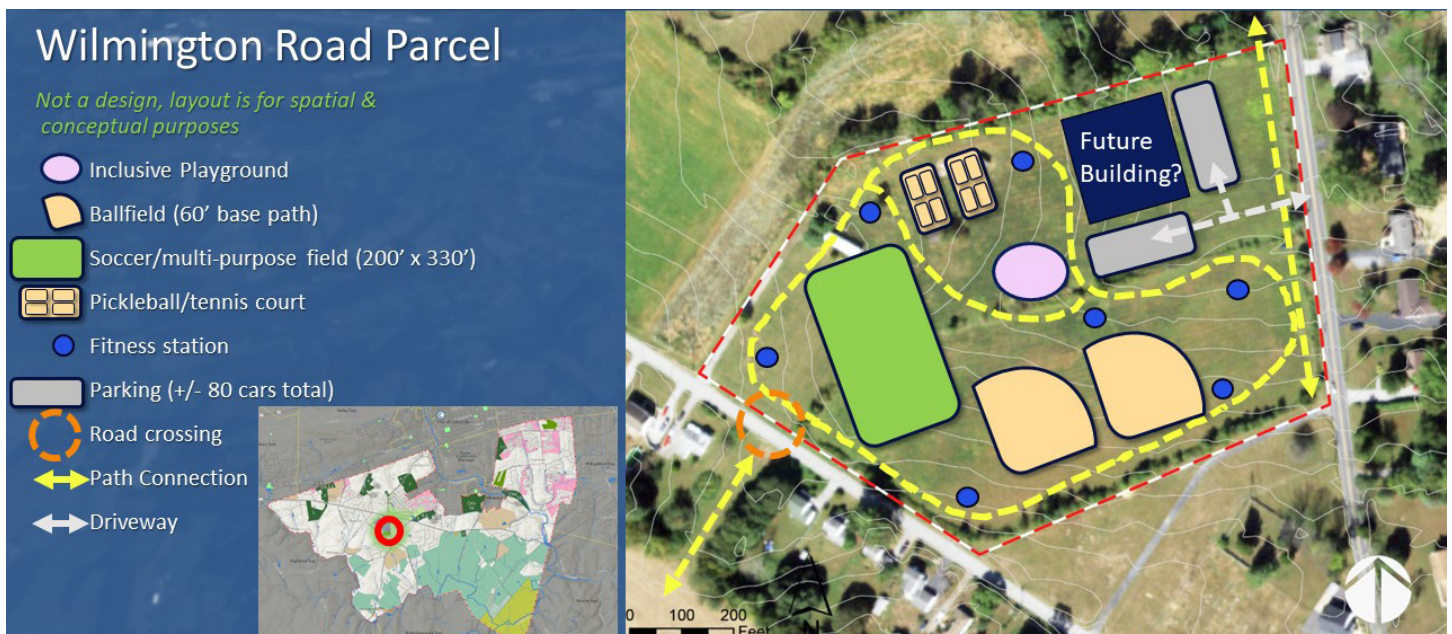 Wilmington Road Parcel
Not a design, layout is for spatial &
conceptual purposes
Inclusive Playground
Ballfield (60’ base path)
Soccer/multi-purpose field (200’ x 330’)
Pickleball/tennis court
Fitness station
Parking (+/- 80 cars total)
Road crossing
Path Connection
Driveway
Future
Building?
0 100 200
Feet
N